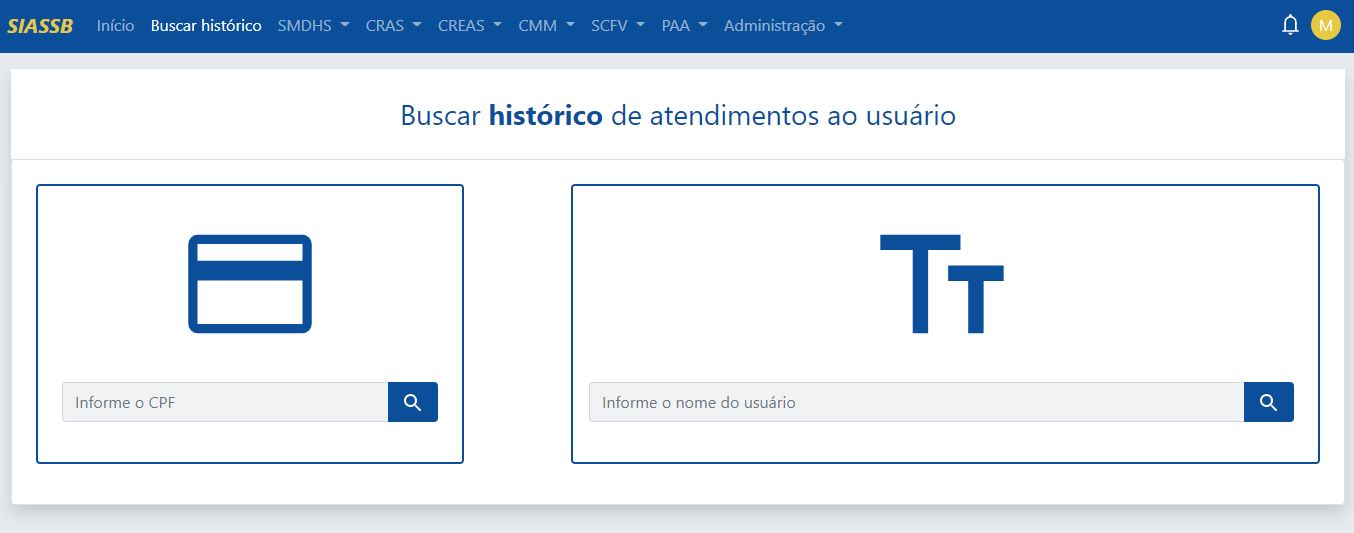 SIASSB Início Buscar histórico SMDHS CRAS CREAS CMM SCFV PAA Administração M
Buscar histórico de atendimentos ao usuário
Informe o CPF
Informe o nome do usuário